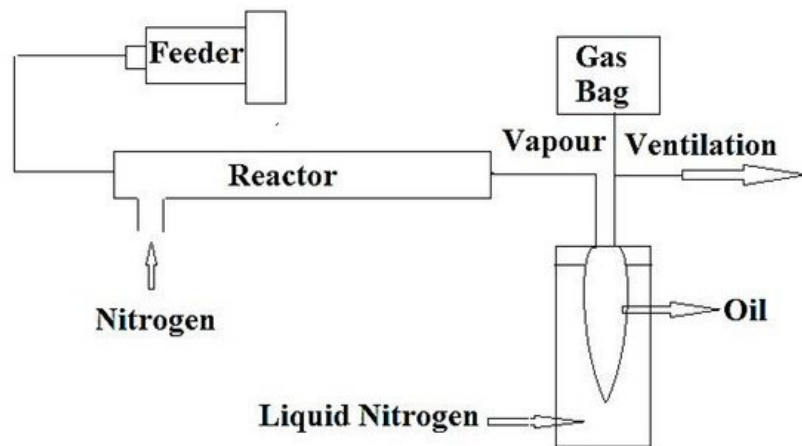 Feeder
Gas
Bag
Vapour
Ventilation
Reactor
Nitrogen
Oil
Liquid Nitrogen